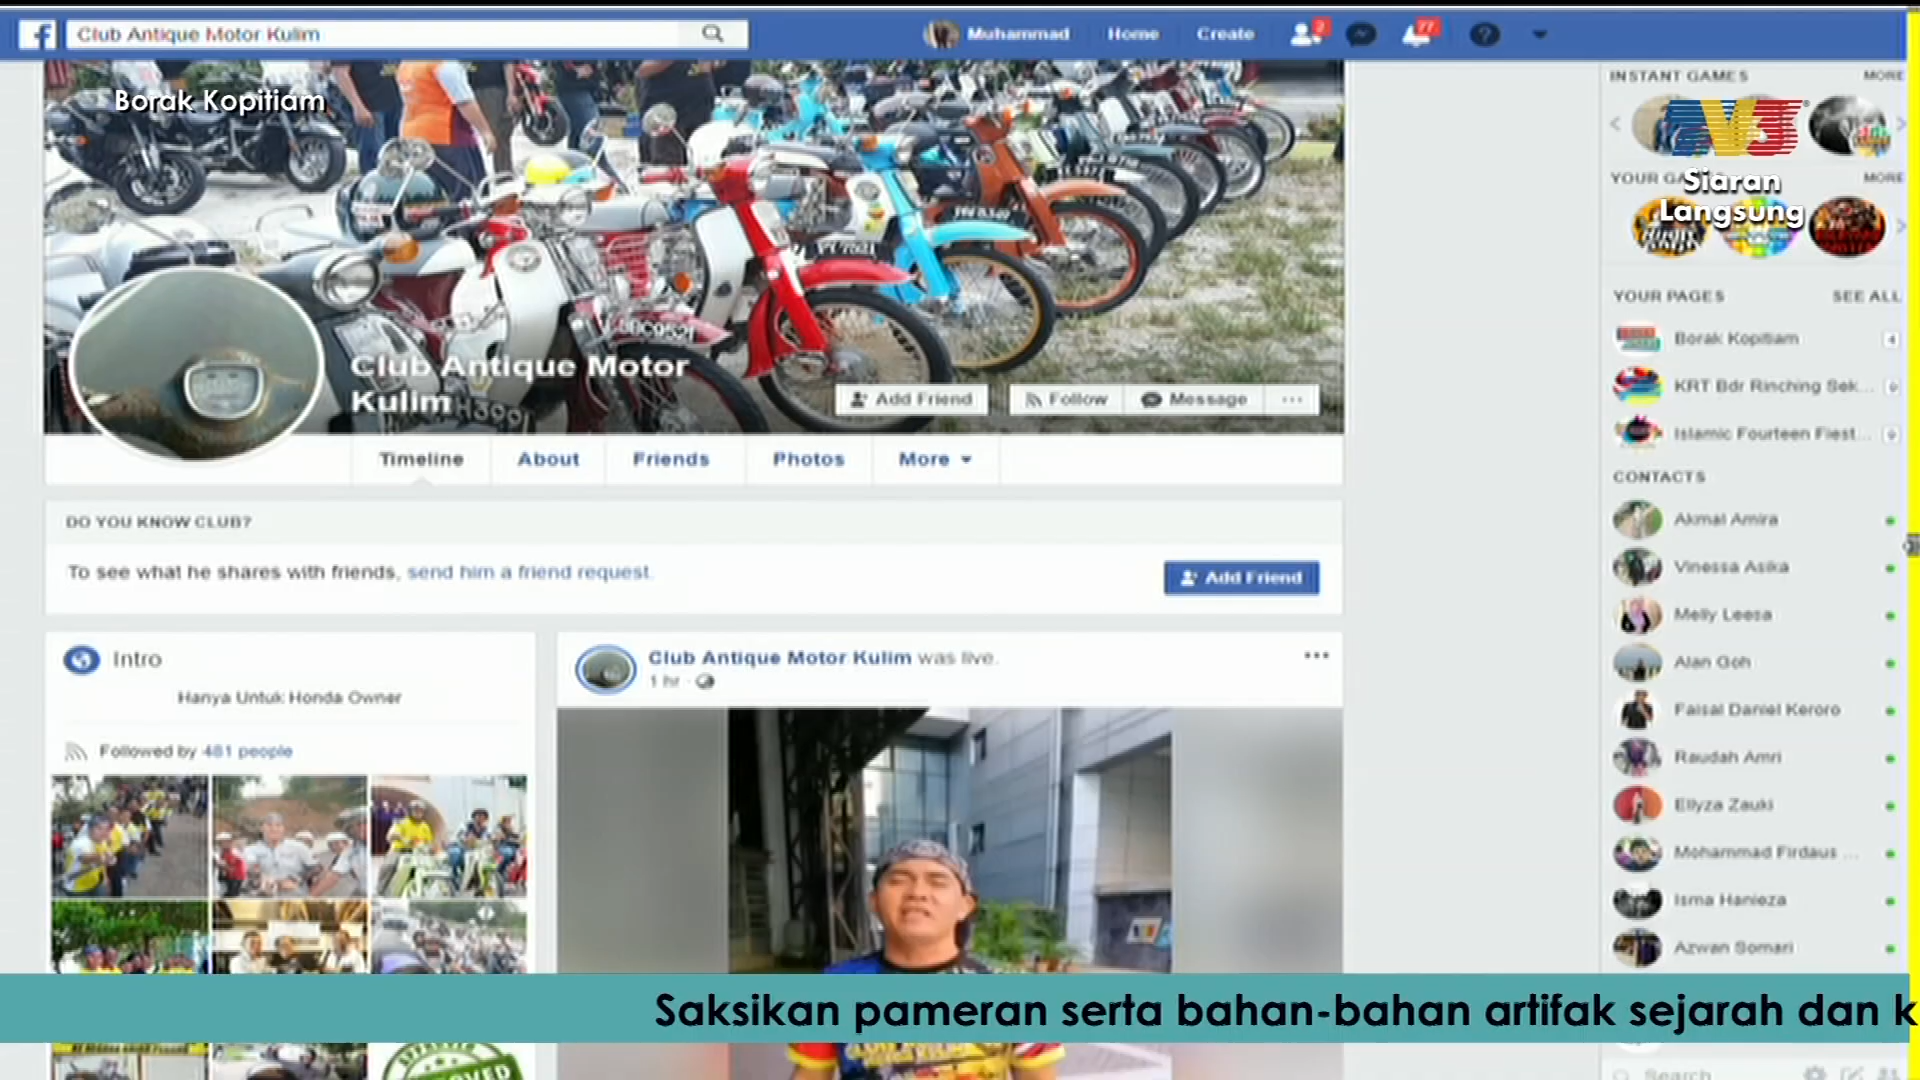 Club Antique Motor Kulim
Muhammad
Home
Create
2
77
Borak Kopitiam
INSTANT GAMES
MORE
TV3
Siaran
Langsung
MORE
Club Antique Motor
Kulim
Add Friend
Follow
Message
Timeline
About
Friends
Photos
More
DO YOU KNOW CLUB?
To see what he shares with friends, send him a friend request.
Add Friend
Intro
Hanya Untuk Honda Owner
Followed by 481 people
Club Antique Motor Kulim was live.
1 hr
YOUR PAGES
SEE ALL
Borak Kopitiam
4
KRT Bdr Rinching Sek...
Islamic Fourteen Fiest...
CONTACTS
Akmal Amira
Vinessa Asika
Melly Leesa
Alan Goh
Faisal Daniel Keroro
Raudah Amri
Ellyza Zauki
Mohammad Firdaus ...
Isma Hanieza
Azwan Somari
Saksikan pameran serta bahan-bahan artifak sejarah dan k
Search